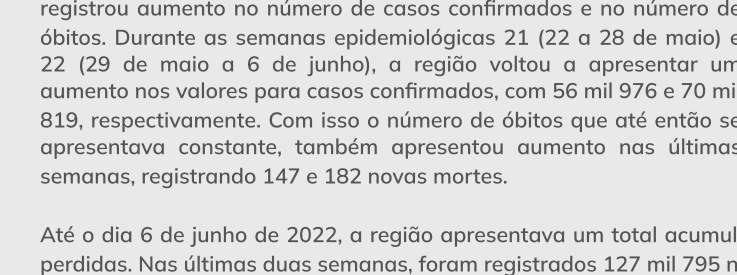 registrou aumento no número de casos confirmados e no número de
óbitos. Durante as semanas epidemiológicas 21 (22 a 28 de maio) e
22 (29 de maio a 6 de junho), a região voltou a apresentar um
aumento nos valores para casos confirmados, com 56 mil 976 e 70 mil
819, respectivamente. Com isso o número de óbitos que até então se
apresentava constante, também apresentou aumento nas últimas
semanas, registrando 147 e 182 novas mortes.
Até o dia 6 de junho de 2022, a região apresentava um total acumul
perdidas. Nas últimas duas semanas, foram registrados 127 mil 795